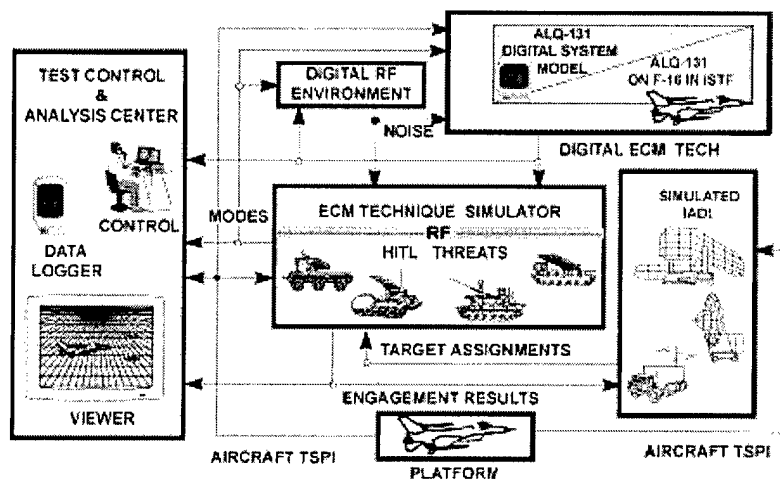 TEST CONTROL
&
ANALYSIS CENTER
CONTROL
DATA
LOGGER
VIEWER
DIGITAL RF
ENVIRONMENT
ALQ-131
DIGITAL SYSTEM
MODEL
ALQ-131
ON F-16 IN ISTF
NOISE
DIGITAL ECM TECH
MODES
ECM TECHNIQUE SIMULATOR
RF
HITL THREATS
SIMULATED
IADI
TARGET ASSIGNMENTS
ENGAGEMENT RESULTS
AIRCRAFT TSPI
PLATFORM
AIRCRAFT TSPI